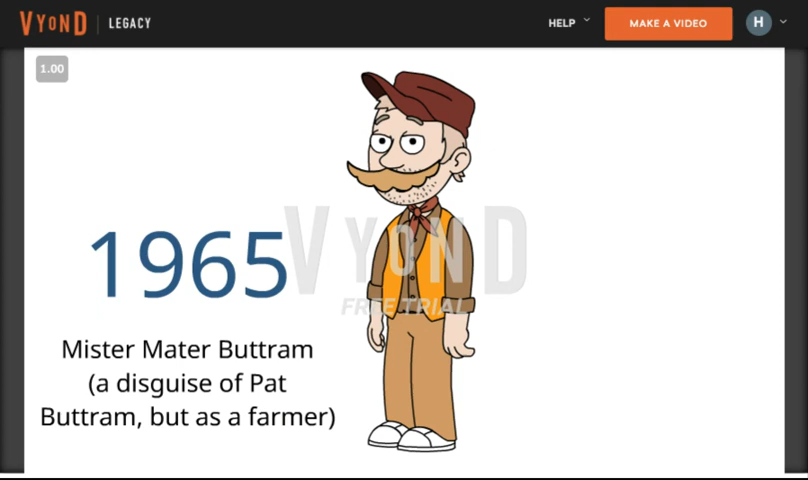 VYOND LEGACY HELP MAKE A VIDEO H
1.00
VYOND
FREE TRIAL
1965
Mister Mater Buttram
(a disguise of Pat
Buttram, but as a farmer)